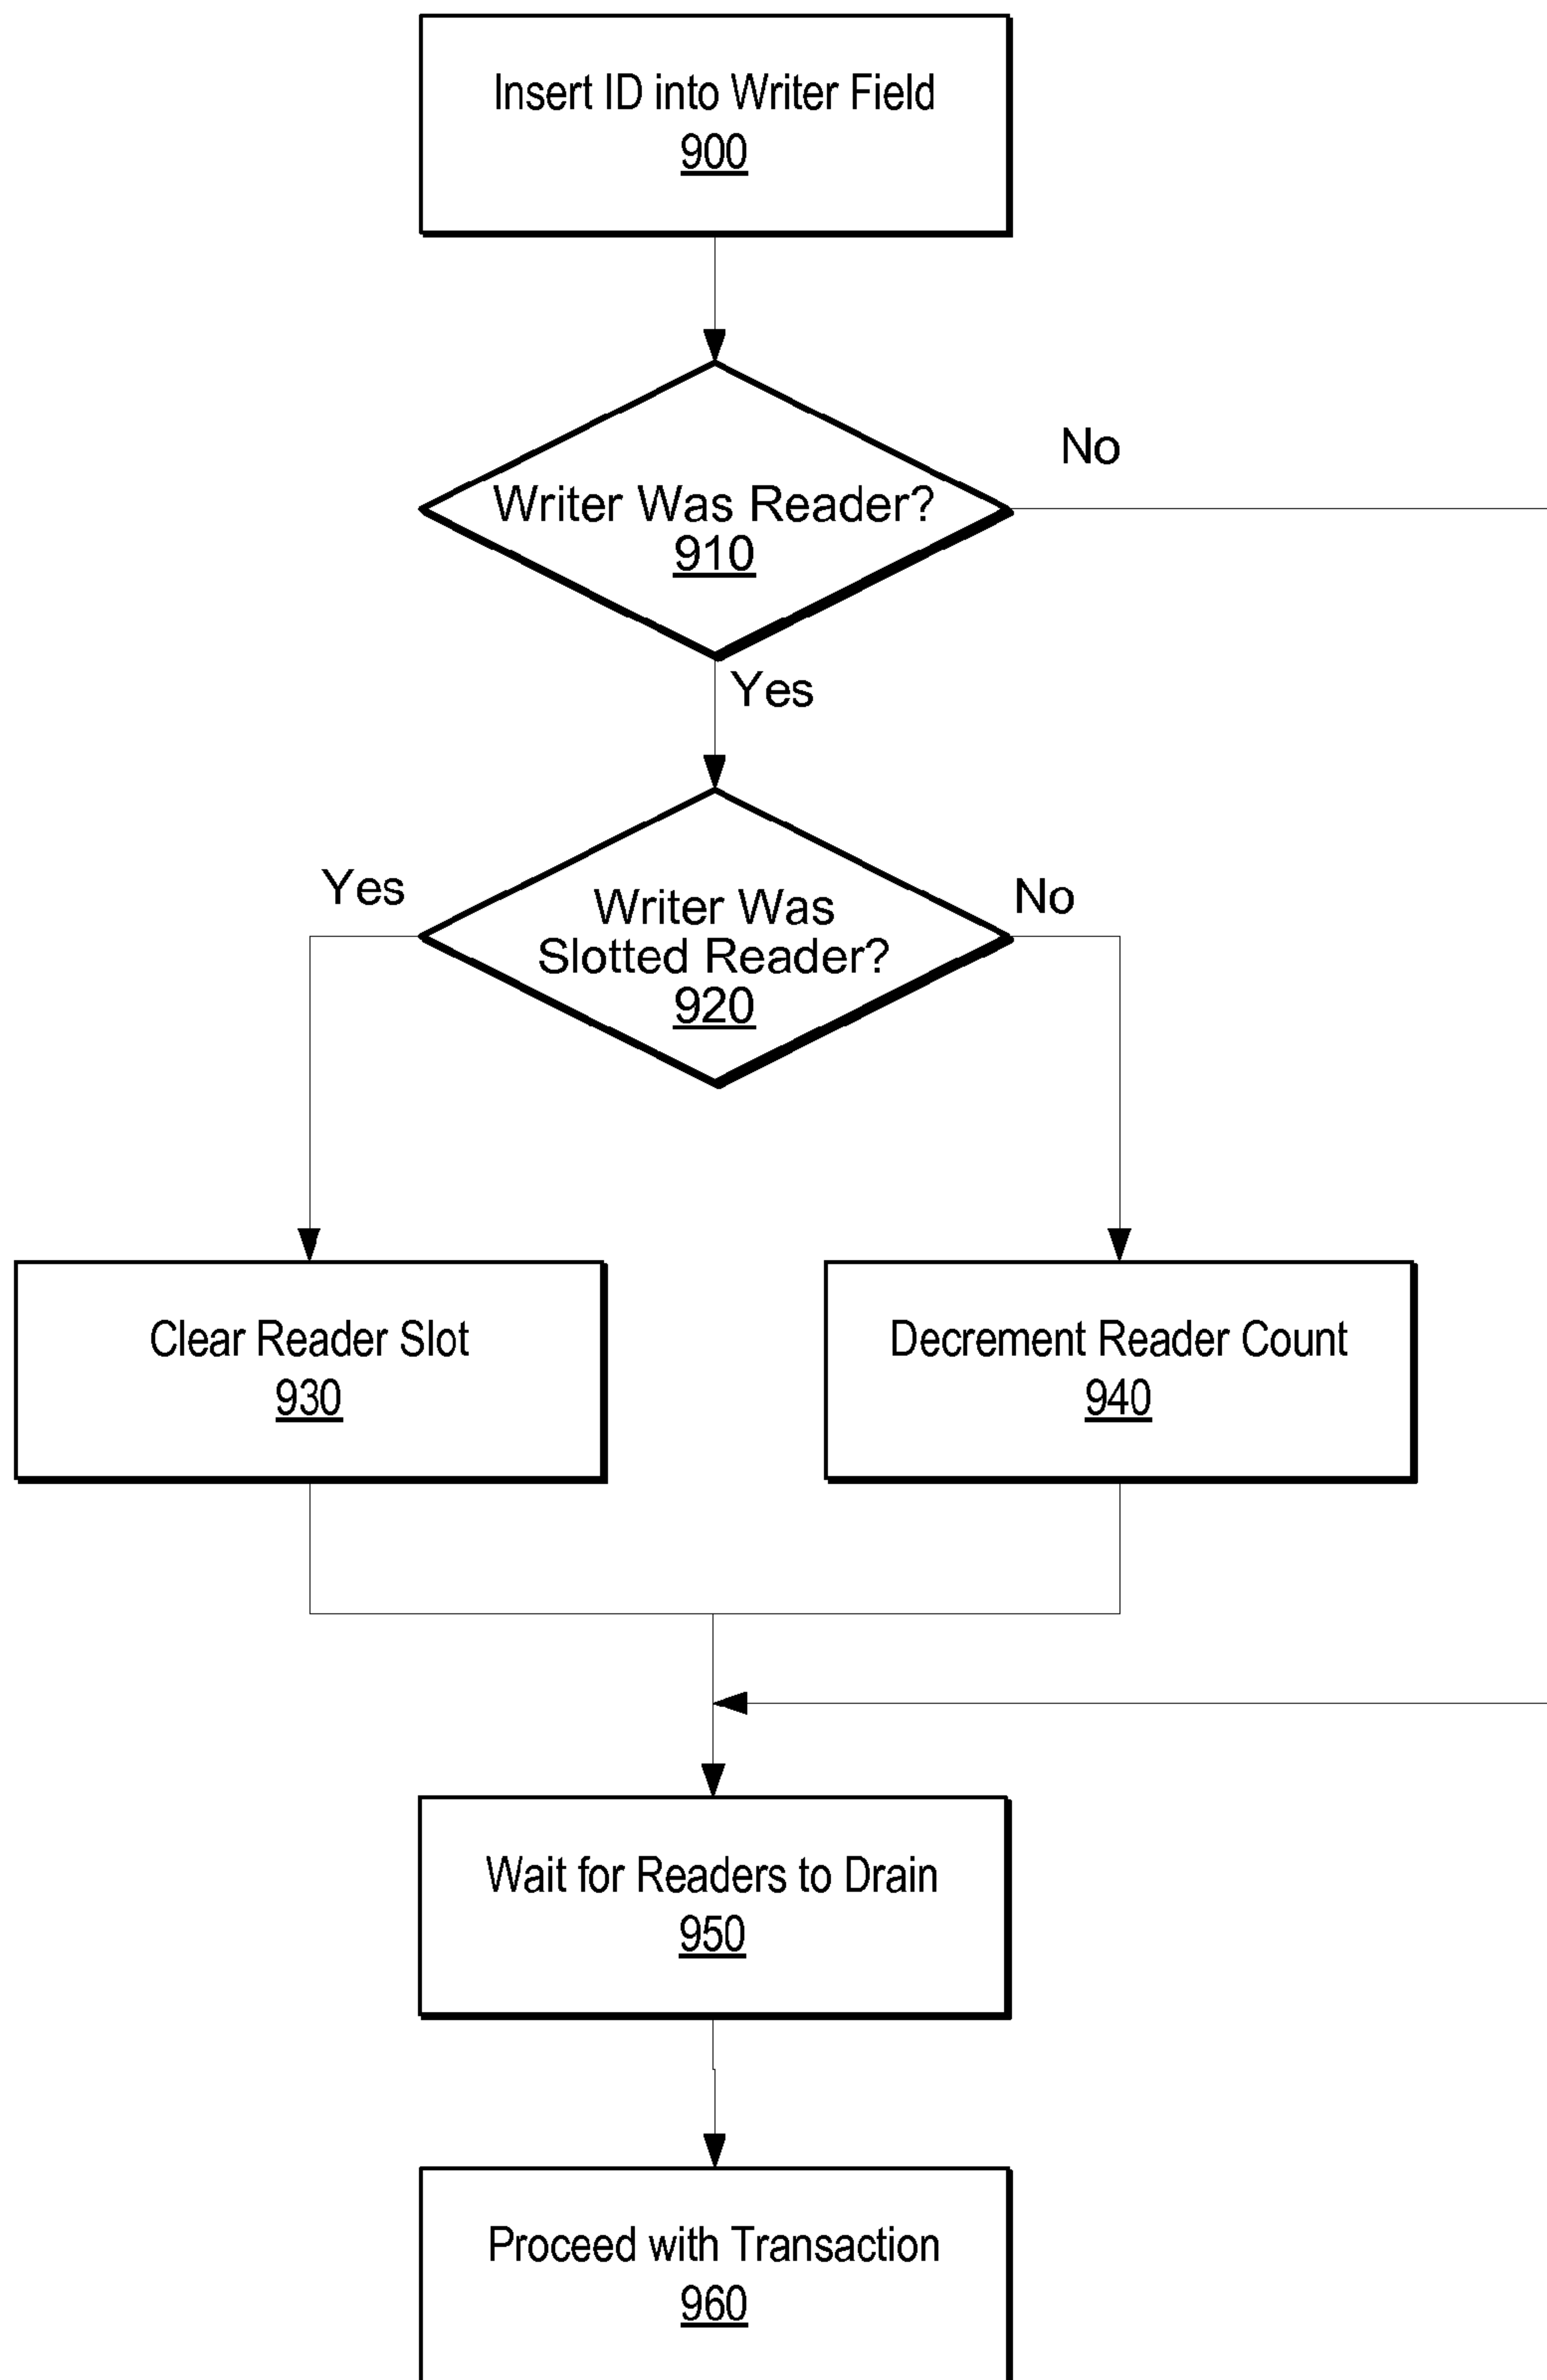 Insert ID into Writer Field
900
No
Writer Was Reader?
910
Yes
Yes
No
Writer Was
Slotted Reader?
920
Clear Reader Slot
930
Decrement Reader Count
940
Wait for Readers to Drain
950
Proceed with Transaction
960